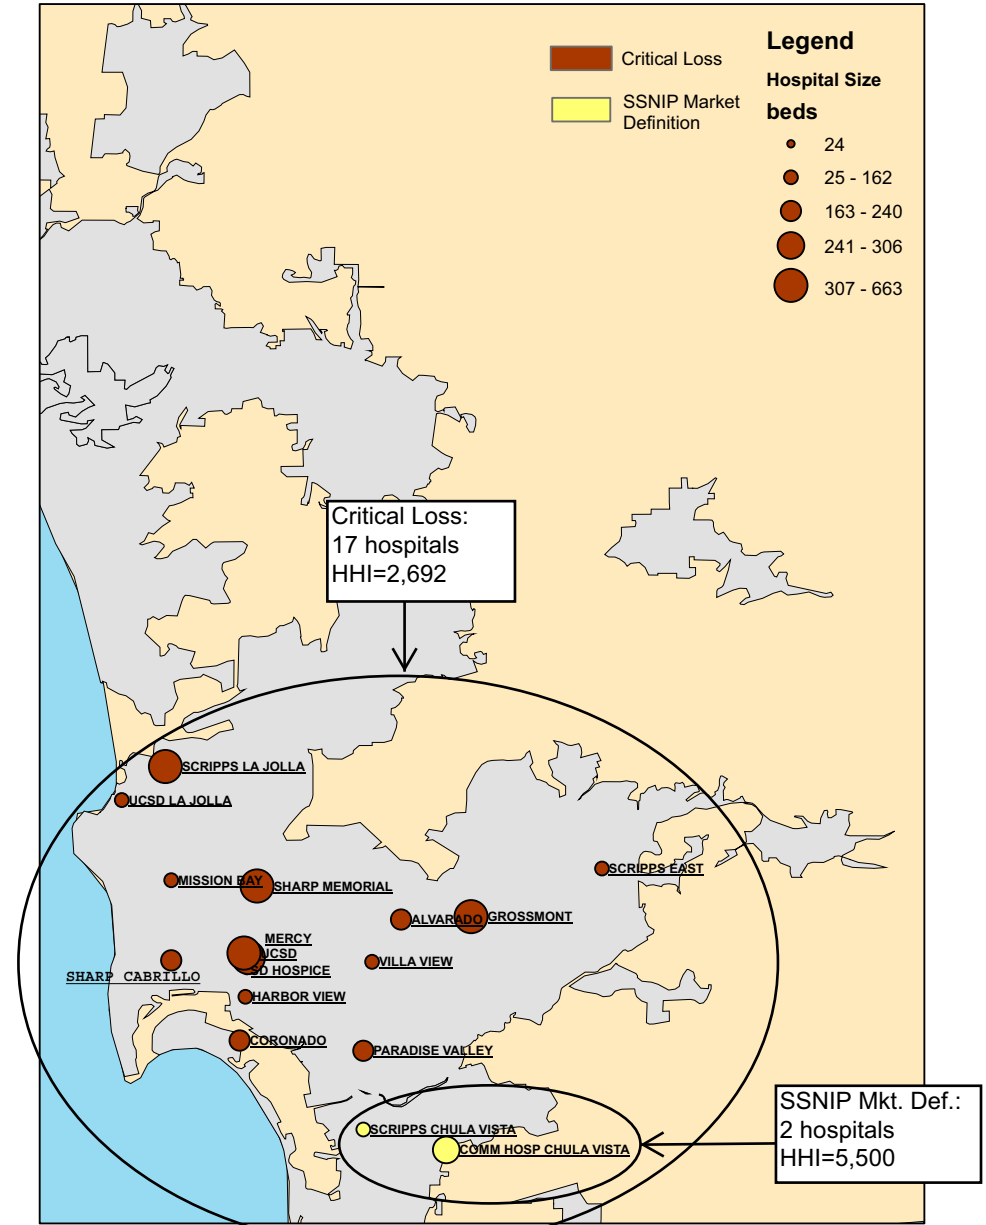 Legend
Critical Loss
SSNIP Market
Definition
Hospital Size
beds
24
25 - 162
163 - 240
241 - 306
307 - 663
Critical Loss:
17 hospitals
HHI=2,692
SCRIPPS LA JOLLA
UCSD LA JOLLA
SCRIPPS EAST
MISSION BAY
SHARP MEMORIAL
ALVARADO
GROSSMONT
MERCY
UCSD
SD HOSPICE
VILLA VIEW
SHARP CABRILLO
HARBOR VIEW
CORONADO
PARADISE VALLEY
SCRIPPS CHULA VISTA
COMM HOSP CHULA VISTA
SSNIP Mkt. Def.:
2 hospitals
HHI=5,500